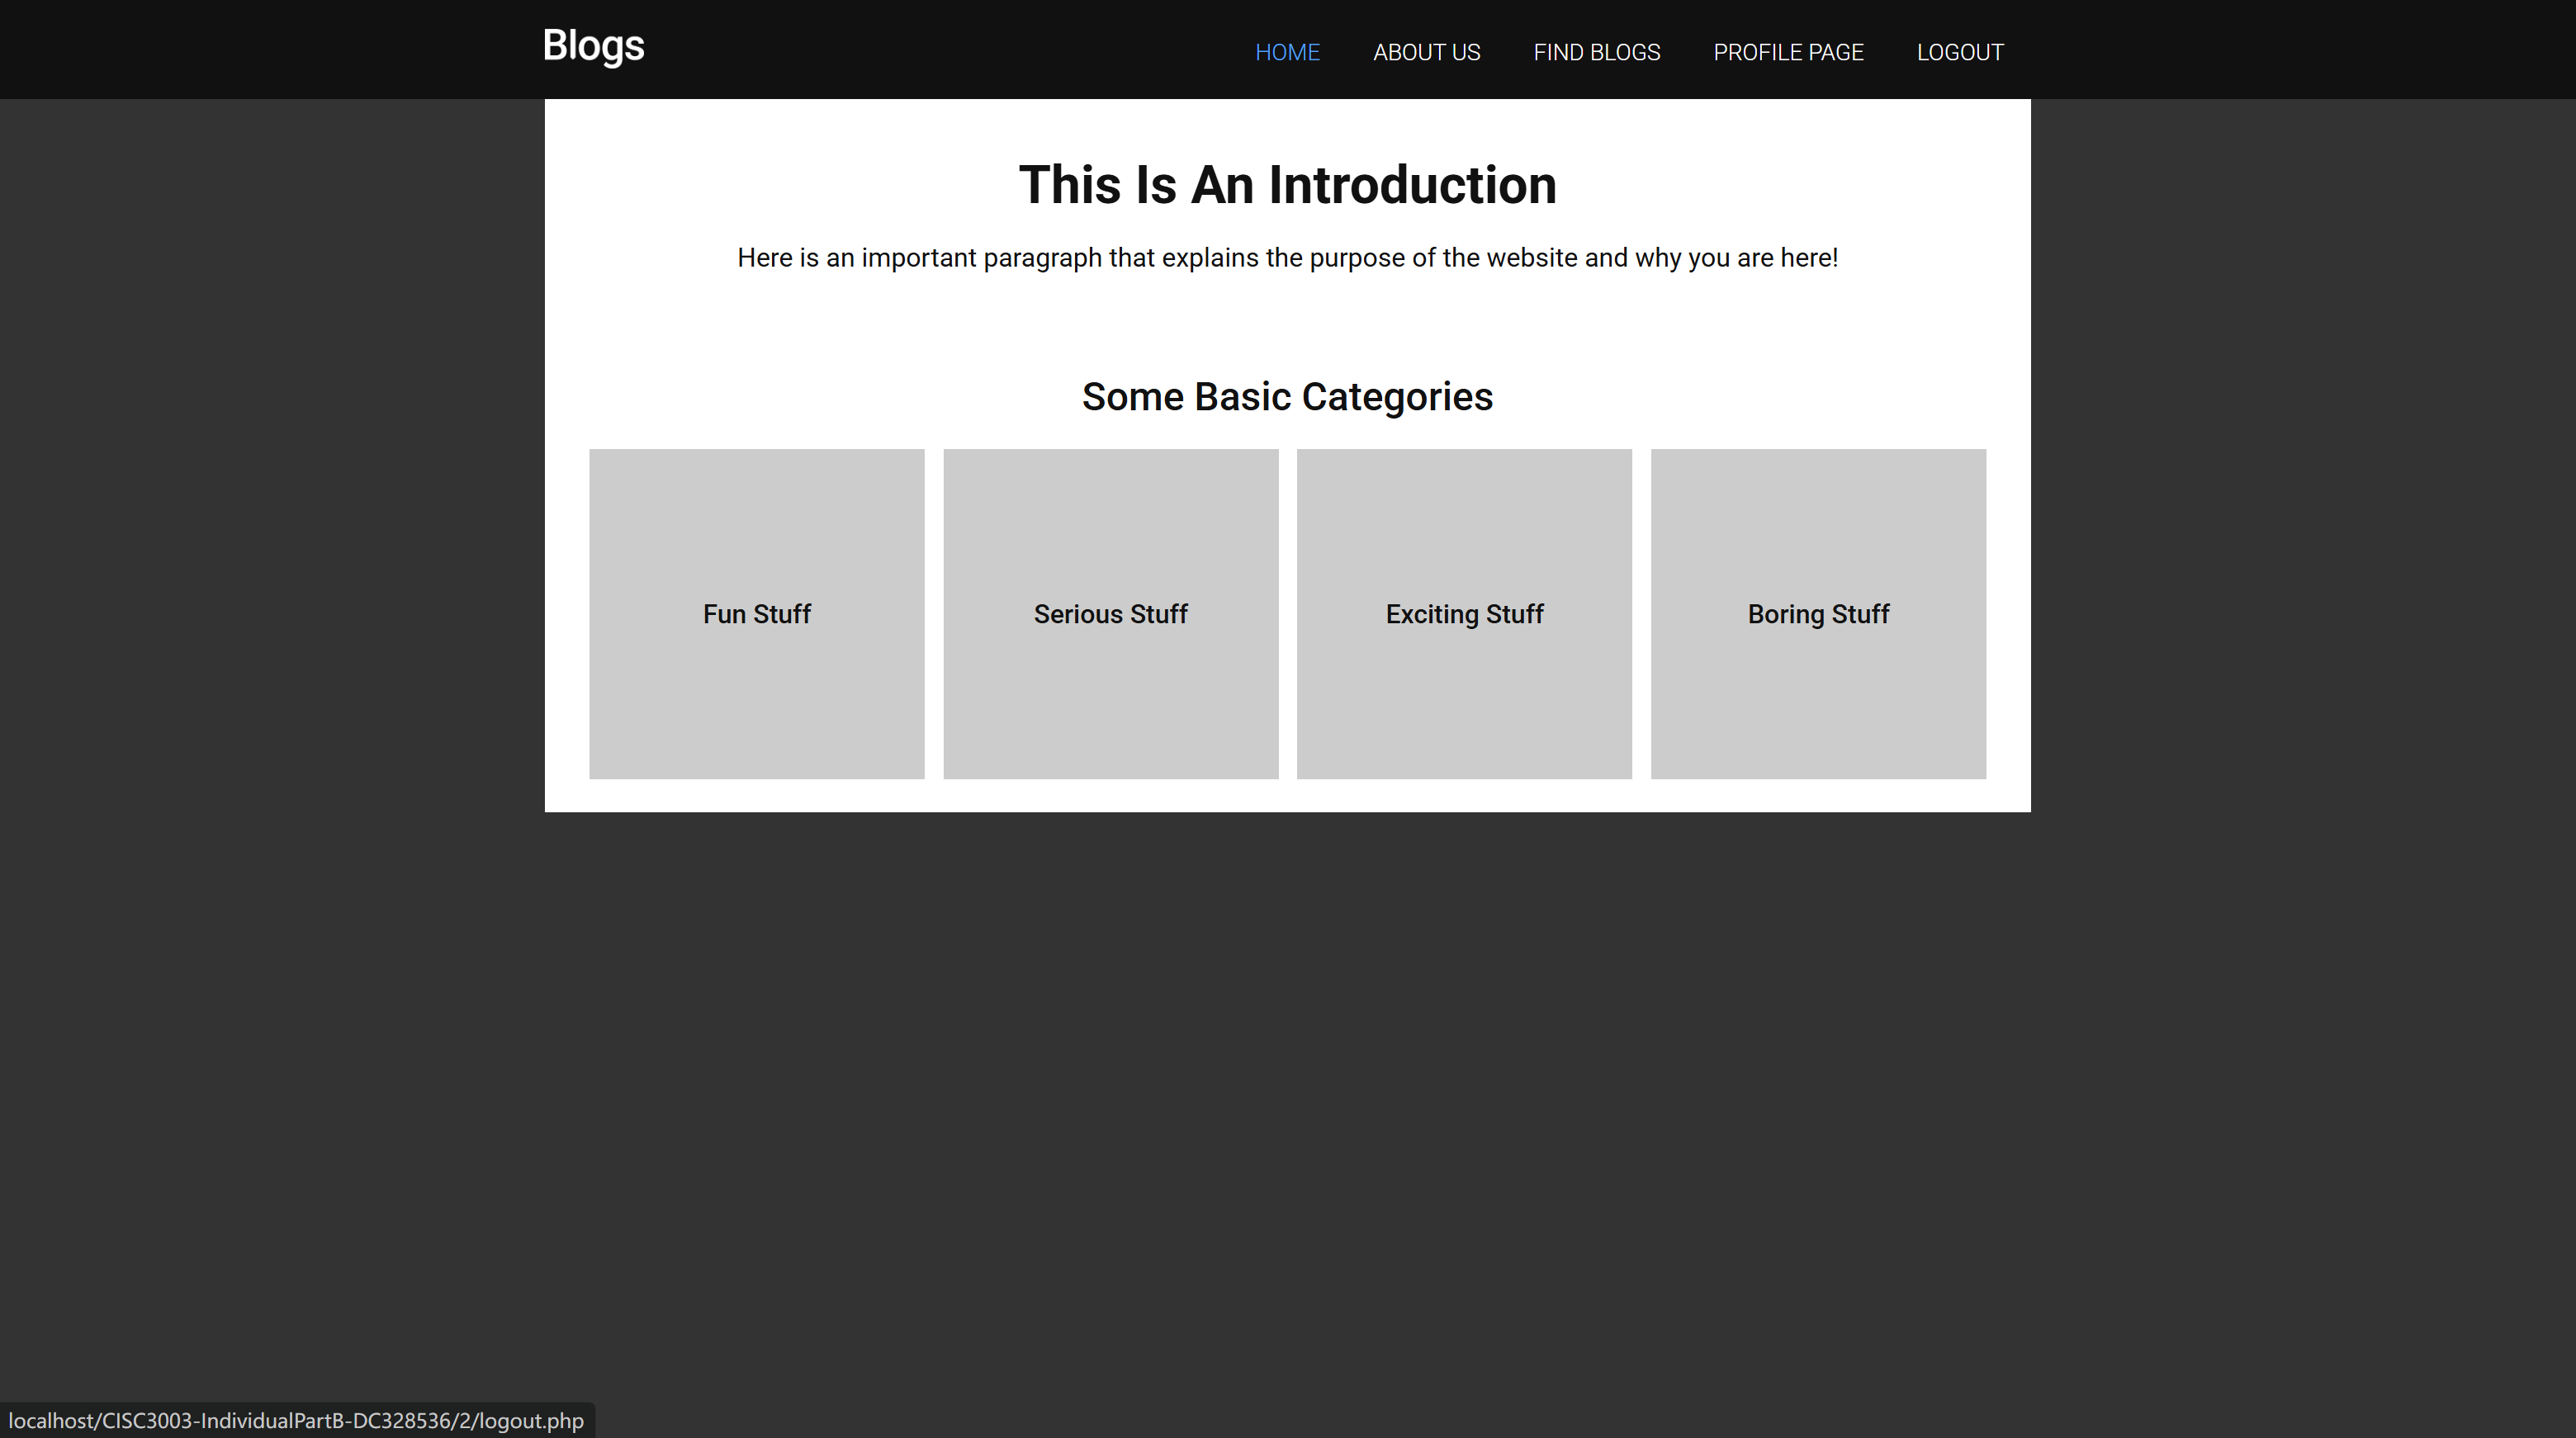 Blogs
HOME ABOUT US FIND BLOGS PROFILE PAGE LOGOUT
This Is An Introduction
Here is an important paragraph that explains the purpose of the website and why you are here!
Some Basic Categories
Fun Stuff
Serious Stuff
Exciting Stuff
Boring Stuff
localhost/CISC3003-IndividualPartB-DC328536/2/logout.php